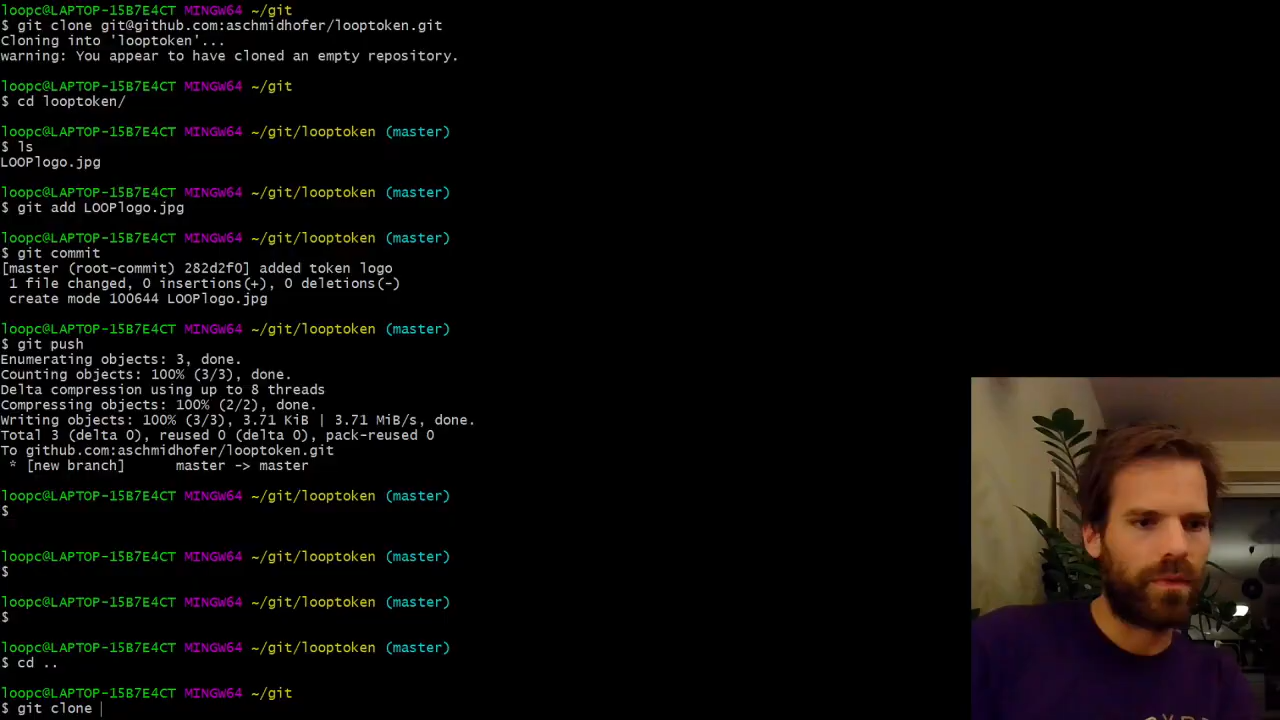 loopc@LAPTOP-15B7E4CT MINGW64 ~/git
$ git clone git@github.com:aschmidhofer/looptoken.git
Cloning into 'looptoken'...
warning: You appear to have cloned an empty repository.
loopc@LAPTOP-15B7E4CT MINGW64 ~/git
$ cd looptoken/
loopc@LAPTOP-15B7E4CT MINGW64 ~/git/looptoken (master)
$ ls
LOOPlogo.jpg
loopc@LAPTOP-15B7E4CT MINGW64 ~/git/looptoken (master)
$ git add LOOPlogo.jpg
loopc@LAPTOP-15B7E4CT MINGW64 ~/git/looptoken (master)
$ git commit
[master (root-commit) 282d2f0] added token logo
1 file changed, 0 insertions(+), 0 deletions(-)
create mode 100644 LOOPlogo.jpg
loopc@LAPTOP-15B7E4CT MINGW64 ~/git/looptoken (master)
$ git push
Enumerating objects: 3, done.
Counting objects: 100% (3/3), done.
Delta compression using up to 8 threads
Compressing objects: 100% (2/2), done.
Writing objects: 100% (3/3), 3.71 KiB | 3.71 MiB/s, done.
Total 3 (delta 0), reused 0 (delta 0), pack-reused 0
To github.com:aschmidhofer/looptoken.git
* [new branch]      master -> master
loopc@LAPTOP-15B7E4CT MINGW64 ~/git/looptoken (master)
$
loopc@LAPTOP-15B7E4CT MINGW64 ~/git/looptoken (master)
$
loopc@LAPTOP-15B7E4CT MINGW64 ~/git/looptoken (master)
$
loopc@LAPTOP-15B7E4CT MINGW64 ~/git/looptoken (master)
$ cd ..
loopc@LAPTOP-15B7E4CT MINGW64 ~/git
$ git clone